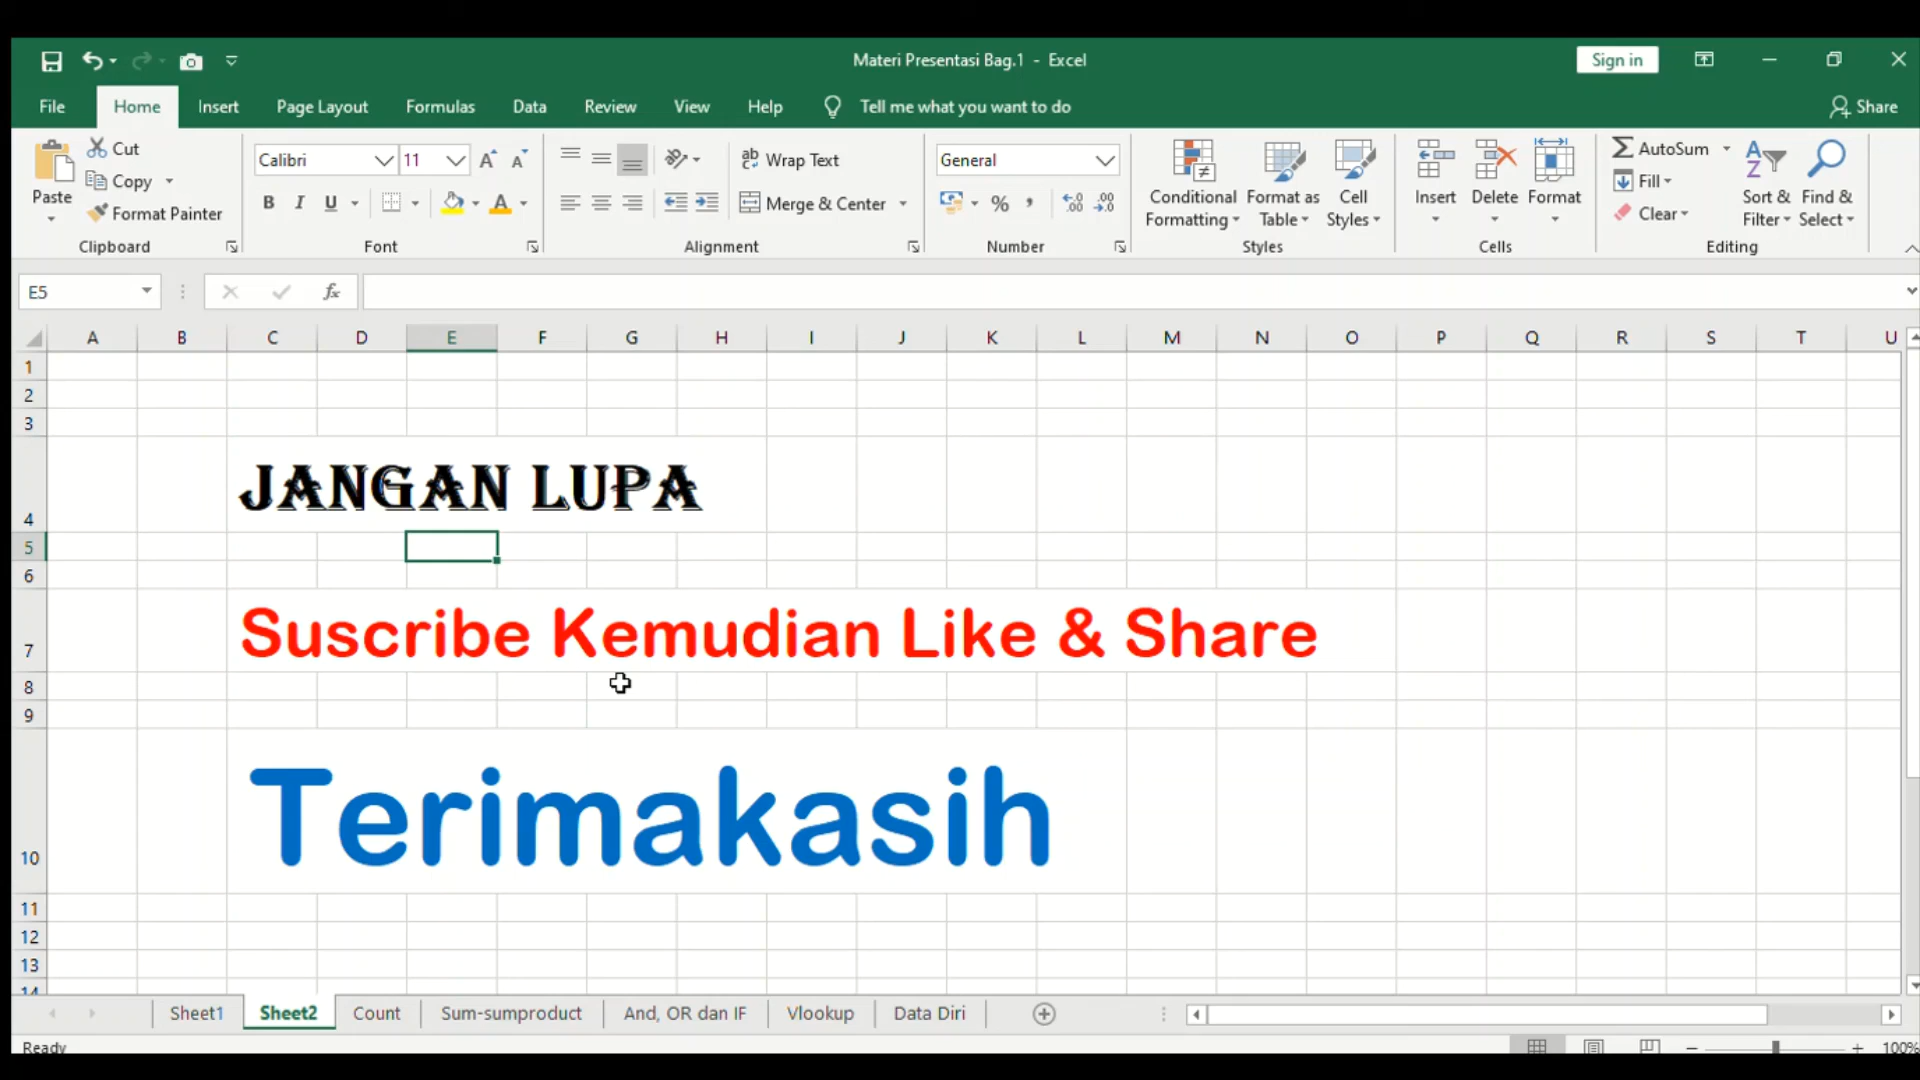 Materi Presentasi Bag.1 - Excel
Sign in
File Home Insert Page Layout Formulas Data Review View Help Tell me what you want to do Share
Paste
Cut
Copy
Format Painter
Clipboard
Calibri 11
B I U
Font
Wrap Text
Merge & Center
Alignment
General
Number
Conditional Formatting
Format as Table
Cell Styles
Styles
Insert Delete Format
Cells
AutoSum
Fill
Clear
Sort & Filter
Find & Select
Editing
E5
fx
A B C D E F G H I J K L M N O P Q R S T U
1
2
3
4 JANGAN LUPA
5
6
7 Suscribe Kemudian Like & Share
8
9
10 Terimakasih
11
12
13
14
Sheet1 Sheet2 Count Sum-sumproduct And, OR dan IF Vlookup Data Diri
Ready
100%